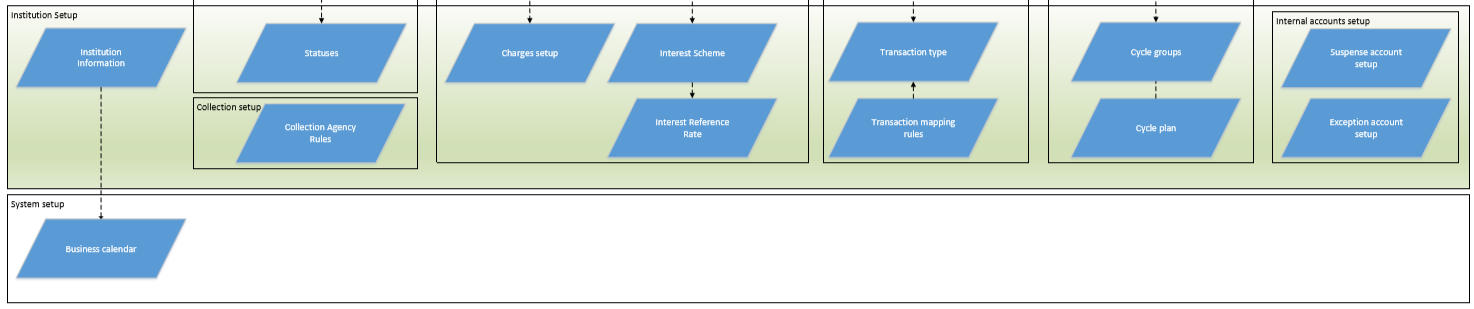 Institution Setup
Institution
Information
Statuses
Collection setup
Collection Agency
Rules
Charges setup
Interest Scheme
Interest Reference
Rate
Transaction type
Transaction mapping
rules
Cycle groups
Cycle plan
Internal accounts setup
Suspense account
setup
Exception account
setup
System setup
Business calendar